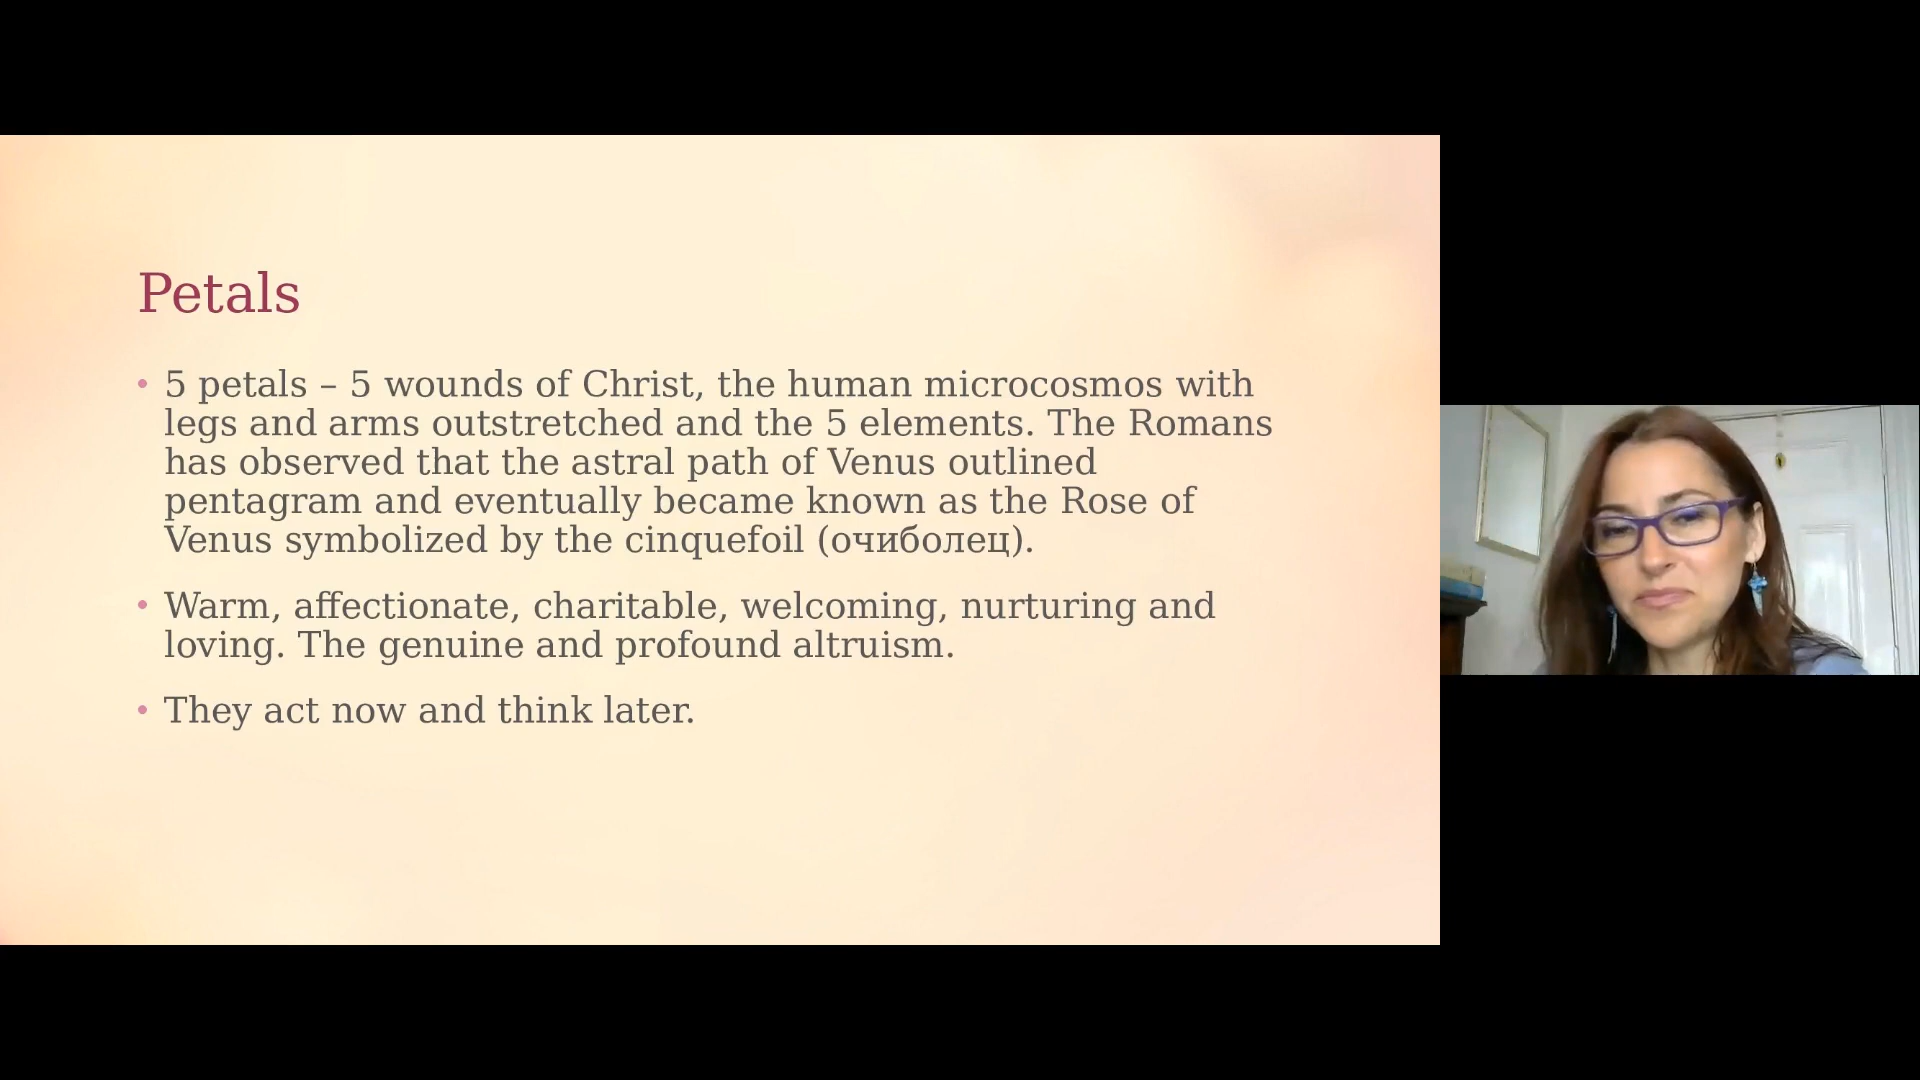 Petals
• 5 petals – 5 wounds of Christ, the human microcosmos with
legs and arms outstretched and the 5 elements. The Romans
has observed that the astral path of Venus outlined
pentagram and eventually became known as the Rose of
Venus symbolized by the cinquefoil (очиболец).
• Warm, affectionate, charitable, welcoming, nurturing and
loving. The genuine and profound altruism.
• They act now and think later.